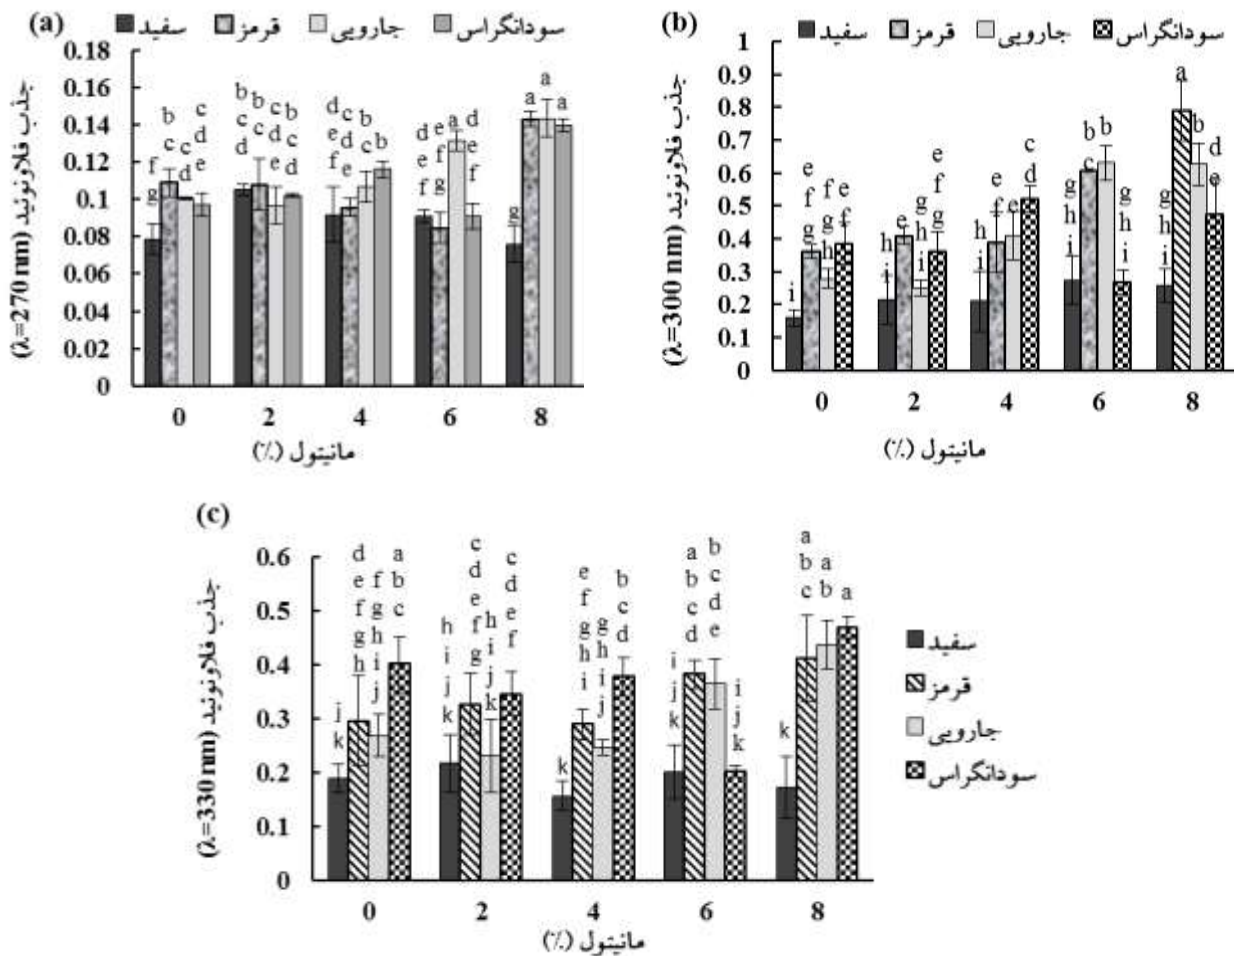 (a)
سفید قرمز جارویی سودانگراس
جذب فلاونوئید (λ=270 nm)
0.18
0.16
0.14
0.12
0.1
0.08
0.06
0.04
0.02
0
f g
b c
c d
c d e
b c d
b c
c d e
b c d
d e f
c d e
b c
b
d e f
e f g
a
d e f
g
a
a
a
0 2 4 6 8
مانیتول (٪)
(b)
سفید قرمز جارویی سودانگراس
جذب فلاونوئید (λ=300 nm)
1
0.9
0.8
0.7
0.6
0.5
0.4
0.3
0.2
0.1
0
i
e f g
f g h
e f
h i
e
g h i
e f g
h i
e f
e
c d
g h i
b c
b
g h i
g h i
a
b
d e
0 2 4 6 8
مانیتول (٪)
(c)
جذب فلاونوئید (λ=330 nm)
0.6
0.5
0.4
0.3
0.2
0.1
0
j k
d e f g h
f g h i j
a b c
h i j k
c d e f g
h i j k
c d e f
k
e f g h i
g h i j
b c d
i j k
a b c d
b c d e
i j k
k
a b c
a b
a
0 2 4 6 8
مانیتول (٪)
سفید
قرمز
جارویی
سودانگراس